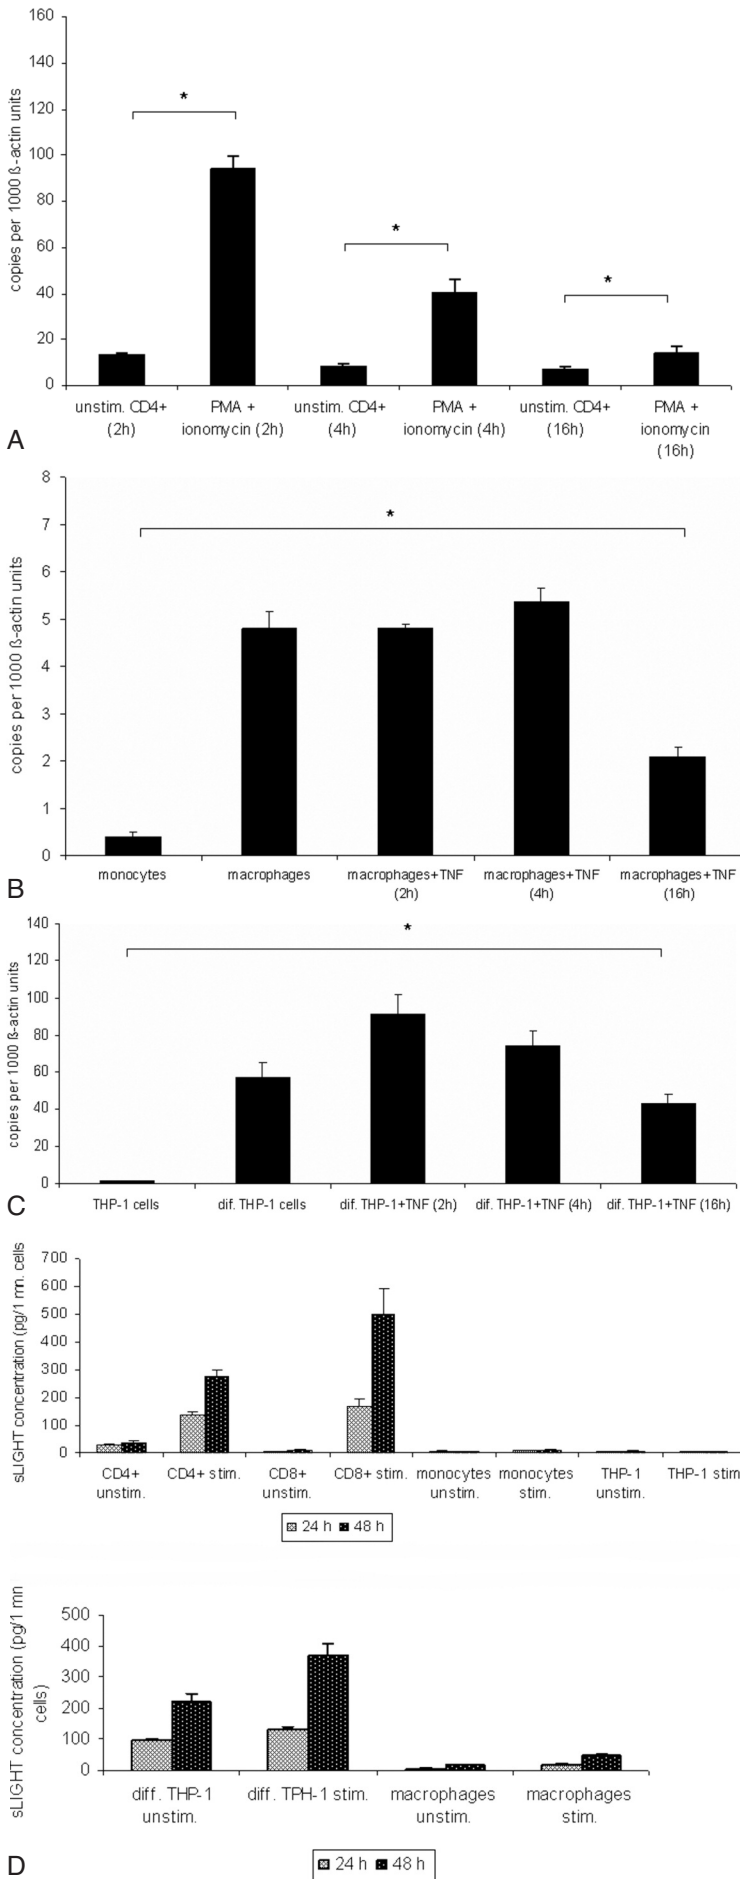 160
140
120
100
80
60
40
20
0
copies per 1000 ß-actin units
*
*
*
unstim. CD4+ (2h)
PMA + ionomycin (2h)
unstim. CD4+ (4h)
PMA + ionomycin (4h)
unstim. CD4+ (16h)
PMA + ionomycin (16h)
A
8
7
6
5
4
3
2
1
0
copies per 1000 ß-actin units
*
monocytes
macrophages
macrophages+TNF (2h)
macrophages+TNF (4h)
macrophages+TNF (16h)
B
140
120
100
80
60
40
20
0
copies per 1000 ß-actin units
*
THP-1 cells
dif. THP-1 cells
dif. THP-1+TNF (2h)
dif. THP-1+TNF (4h)
dif. THP-1+TNF (16h)
C
700
600
500
400
300
200
100
0
sLIGHT concentration (pg/1 mn. cells
CD4+ unstim.
CD4+ stim.
CD8+ unstim.
CD8+ stim.
monocytes unstim.
monocytes stim.
THP-1 unstim.
THP-1 stim
24 h 48 h
500
400
300
200
100
0
sLIGHT concentration (pg/1 mn cells)
diff. THP-1 unstim.
diff. TPH-1 stim.
macrophages unstim.
macrophages stim.
D
24 h 48 h